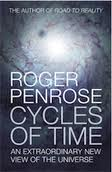 THE AUTHOR OF ROAD TO REALITY
ROGER
PENROSE
CYCLES
OF TIME
AN EXTRAORDINARY NEW
VIEW OF THE UNIVERSE